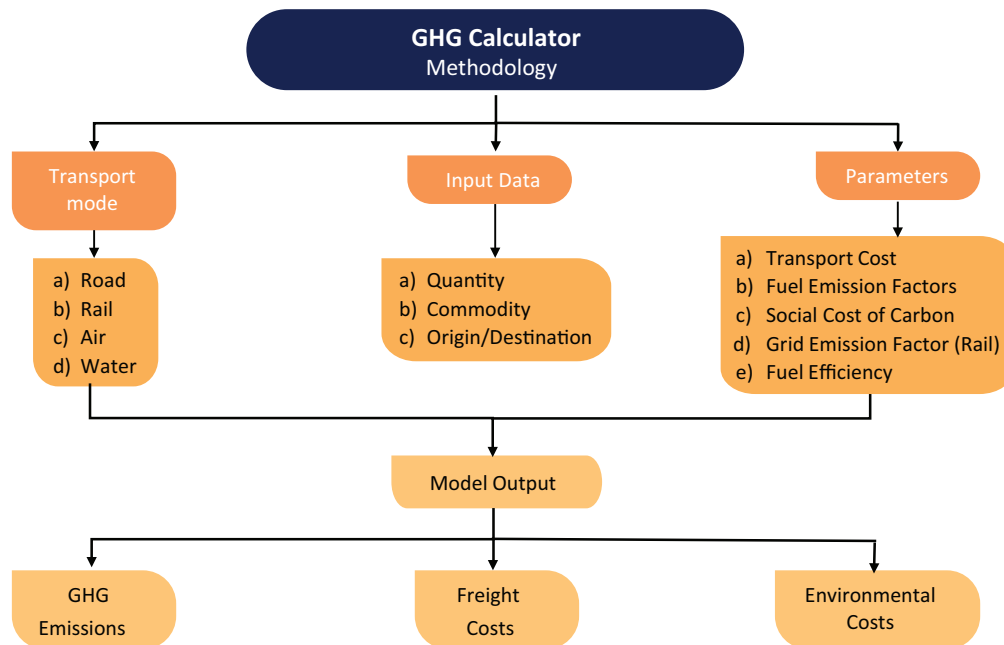 GHG Calculator
Methodology
Transport
mode
Input Data
Parameters
a) Road
b) Rail
c) Air
d) Water
a) Quantity
b) Commodity
c) Origin/Destination
a) Transport Cost
b) Fuel Emission Factors
c) Social Cost of Carbon
d) Grid Emission Factor (Rail)
e) Fuel Efficiency
Model Output
GHG
Emissions
Freight
Costs
Environmental
Costs